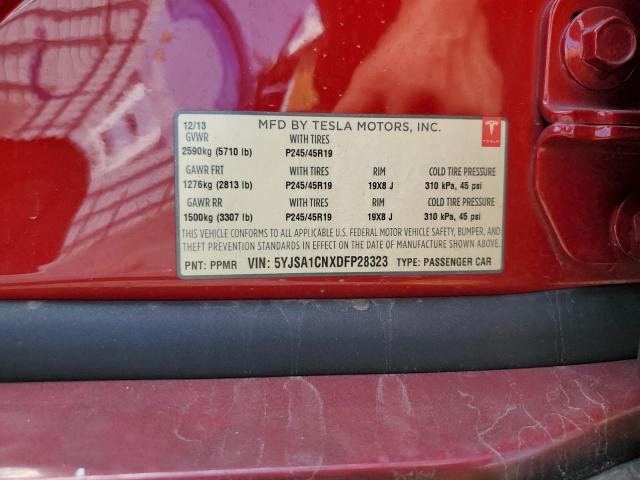 12/13 MFD BY TESLA MOTORS, INC.
GVWR WITH TIRES TESLA
2590kg (5710 lb) P245/45R19
GAWR FRT WITH TIRES RIM COLD TIRE PRESSURE
1276kg (2813 lb) P245/45R19 19X8 J 310 kPa, 45 psi
GAWR RR WITH TIRES RIM COLD TIRE PRESSURE
1500kg (3307 lb) P245/45R19 19X8 J 310 kPa, 45 psi
THIS VEHICLE CONFORMS TO ALL APPLICABLE U.S. FEDERAL MOTOR VEHICLE SAFETY, BUMPER, AND
THEFT PREVENTION STANDARDS IN EFFECT ON THE DATE OF MANUFACTURE SHOWN ABOVE.
PNT: PPMR VIN: 5YJSA1CNXDFP28323 TYPE: PASSENGER CAR